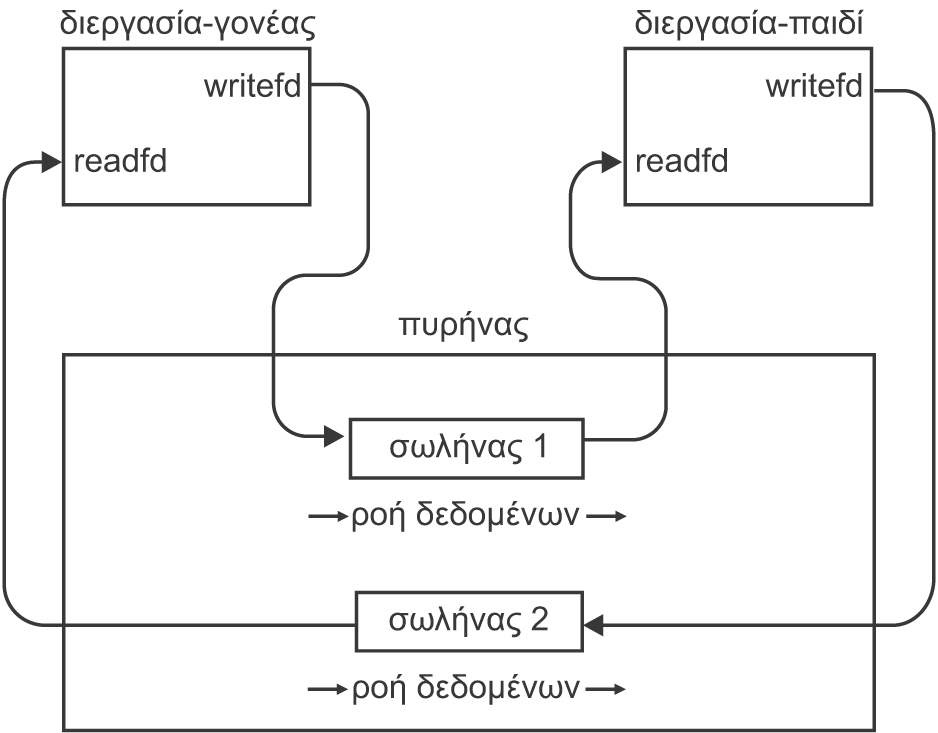 διεργασία-γονέας
διεργασία-παιδί
writefd
writefd
readfd
readfd
πυρήνας
σωλήνας 1
ροή δεδομένων
σωλήνας 2
ροή δεδομένων